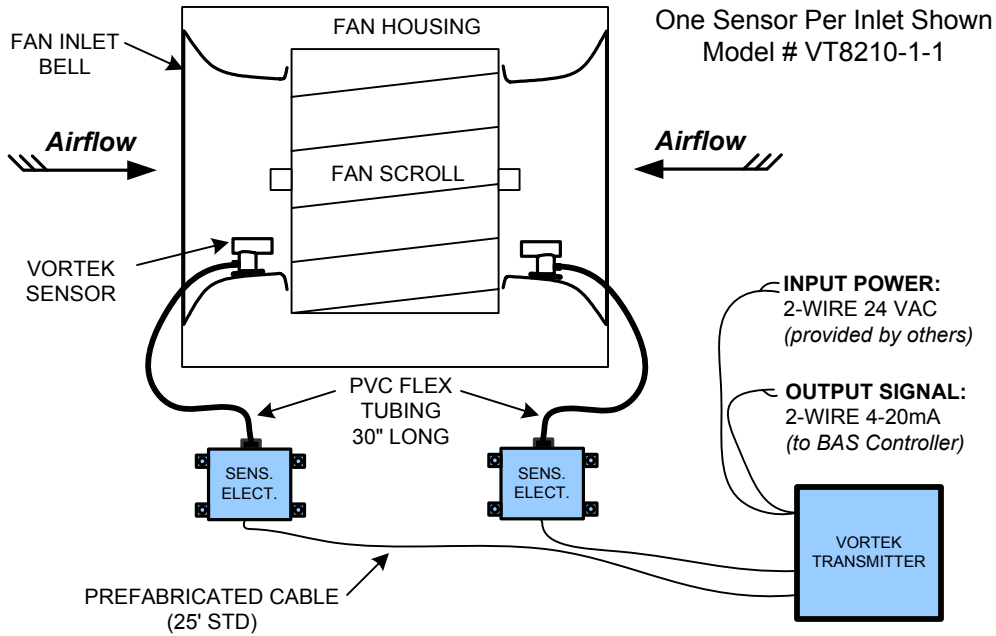 One Sensor Per Inlet Shown
Model # VT8210-1-1
FAN HOUSING
FAN INLET
BELL
Airflow
Airflow
FAN SCROLL
VORTEK
SENSOR
INPUT POWER:
2-WIRE 24 VAC
(provided by others)
OUTPUT SIGNAL:
2-WIRE 4-20mA
(to BAS Controller)
PVC FLEX
TUBING
30" LONG
SENS.
ELECT.
SENS.
ELECT.
VORTEK
TRANSMITTER
PREFABRICATED CABLE
(25' STD)